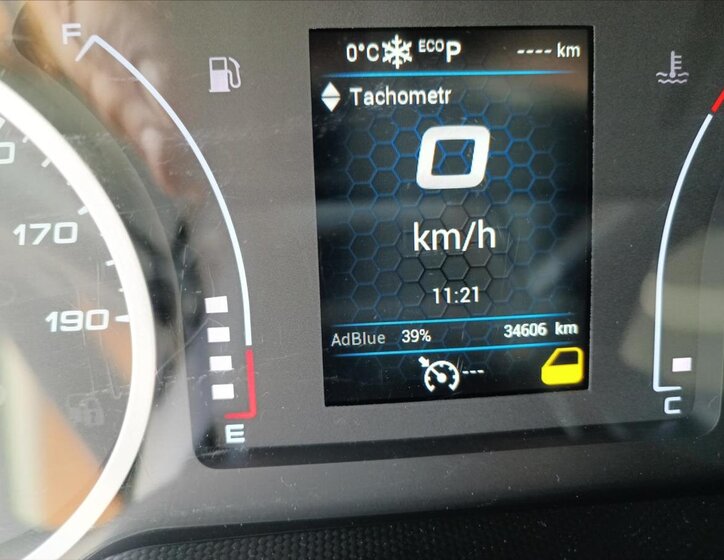 F
0°C ECO P ---- km
Tachometr
0
km/h
170
11:21
190
AdBlue 39% 34606 km
---
E
C